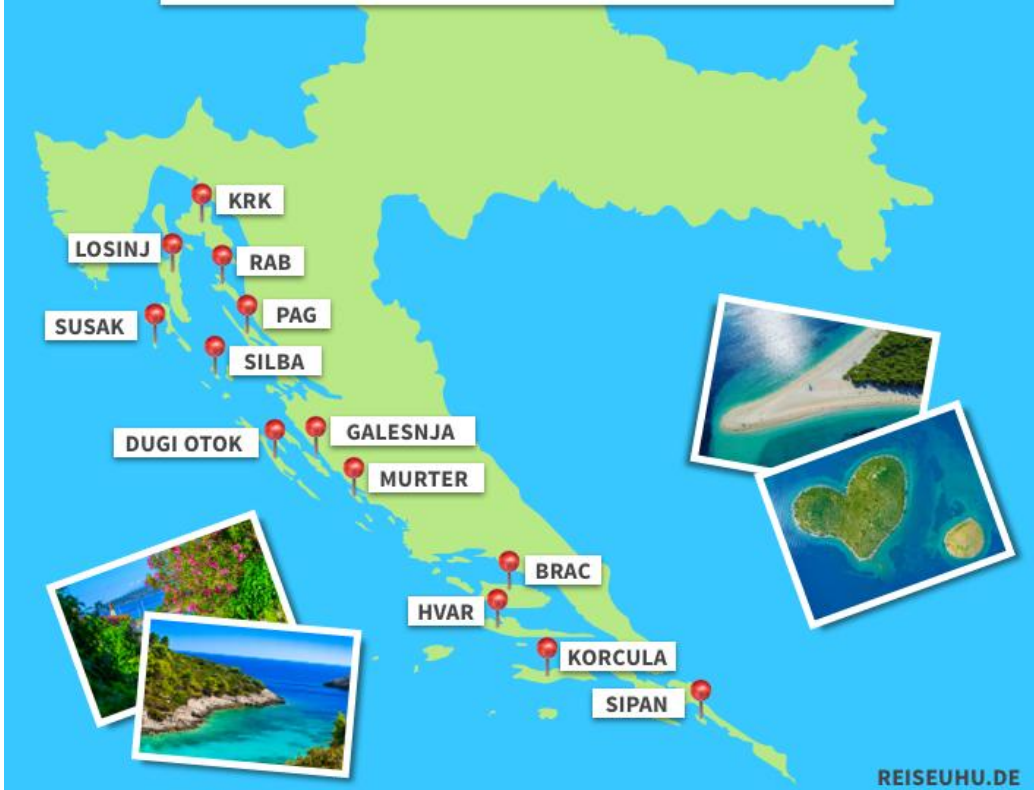 KRK
LOSINJ
RAB
PAG
SUSAK
SILBA
DUGI OTOK
GALESNJA
MURTER
BRAC
HVAR
KORCULA
SIPAN
REISEUHU.DE